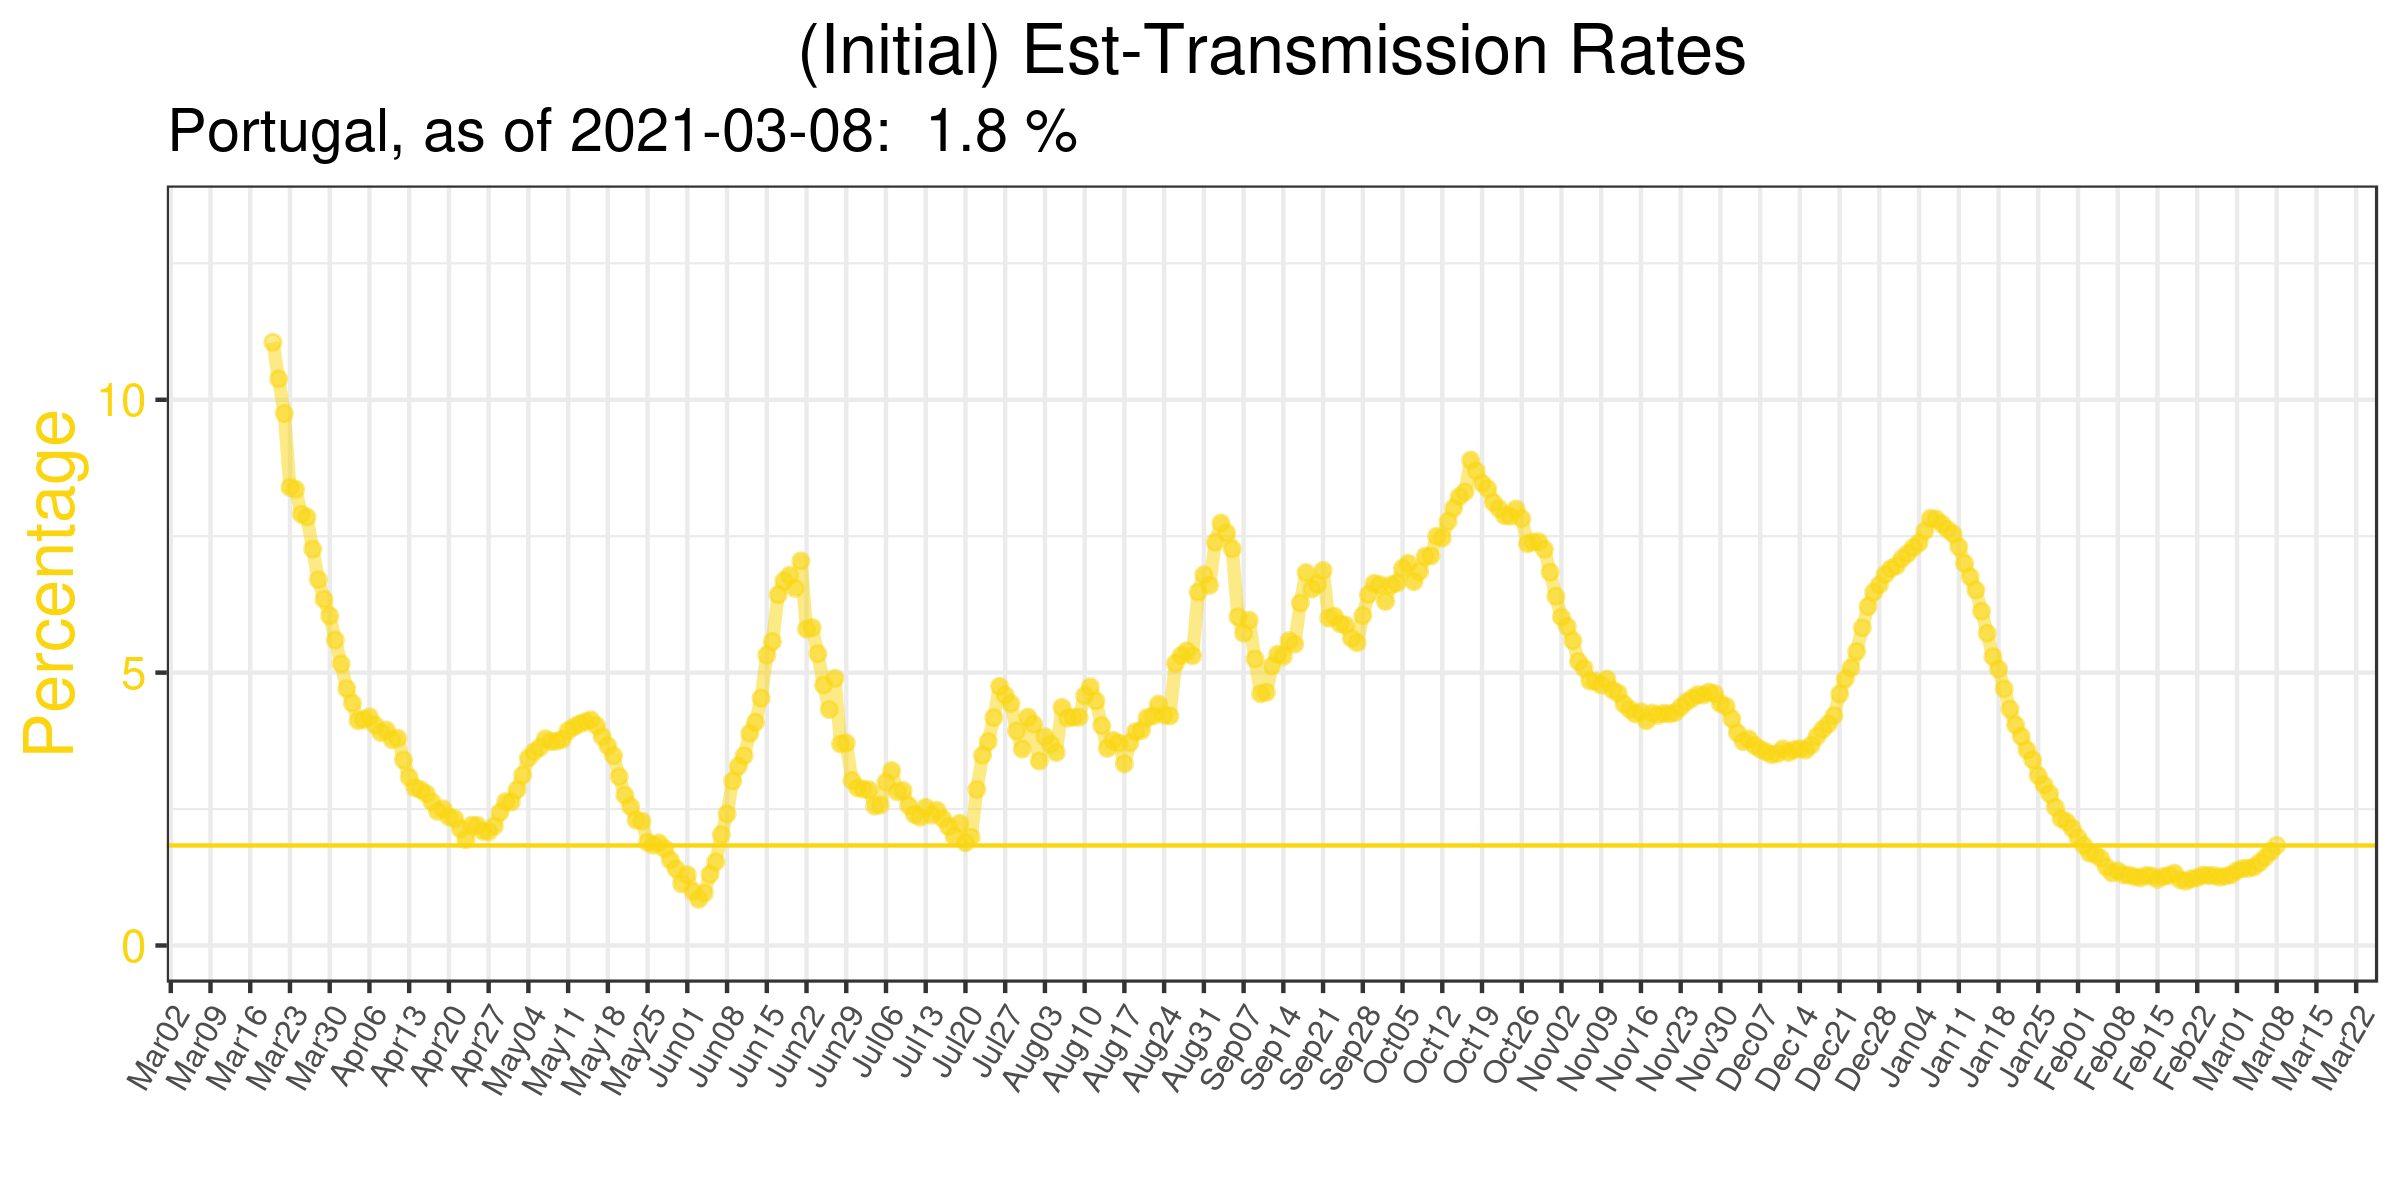 (Initial) Est-Transmission Rates
Portugal, as of 2021-03-08:  1.8 %
Percentage
10
5
0
Mar02
Mar09
Mar16
Mar23
Mar30
Apr06
Apr13
Apr20
Apr27
May04
May11
May18
May25
Jun01
Jun08
Jun15
Jun22
Jun29
Jul06
Jul13
Jul20
Jul27
Aug03
Aug10
Aug17
Aug24
Aug31
Sep07
Sep14
Sep21
Sep28
Oct05
Oct12
Oct19
Oct26
Nov02
Nov09
Nov16
Nov23
Nov30
Dec07
Dec14
Dec21
Dec28
Jan04
Jan11
Jan18
Jan25
Feb01
Feb08
Feb15
Feb22
Mar01
Mar08
Mar15
Mar22